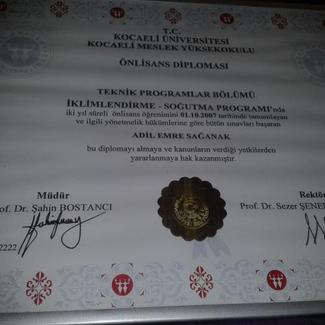 T.C.
KOCAELİ ÜNİVERSİTESİ
KOCAELİ MESLEK YÜKSEKOKULU
ÖNLİSANS DİPLOMASI
TEKNİK PROGRAMLAR BÖLÜMÜ
İKLİMLENDİRME - SOĞUTMA PROGRAMI'nda
iki yıl süreli önlisans öğrenimini 01.10.2007 tarihinde tamamlayan
ve ilgili yönetmelik hükümlerine göre bütün sınavları başaran
ADİL EMRE SAĞANAK
bu diplomayı almaya ve kanunların verdiği yetkilerden
yararlanmaya hak kazanmıştır.
Müdür
Rektör
of. Dr. Şahin BOSTANCI
Prof. Dr. Sezer ŞENE
2222